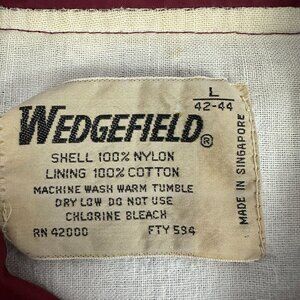 L
42-44
WEDGEFIELD®
SHELL 100% NYLON
LINING 100% COTTON
MACHINE WASH WARM TUMBLE
DRY LOW DO NOT USE
CHLORINE BLEACH
RN 42000 FTY 594
MADE IN SINGAPORE